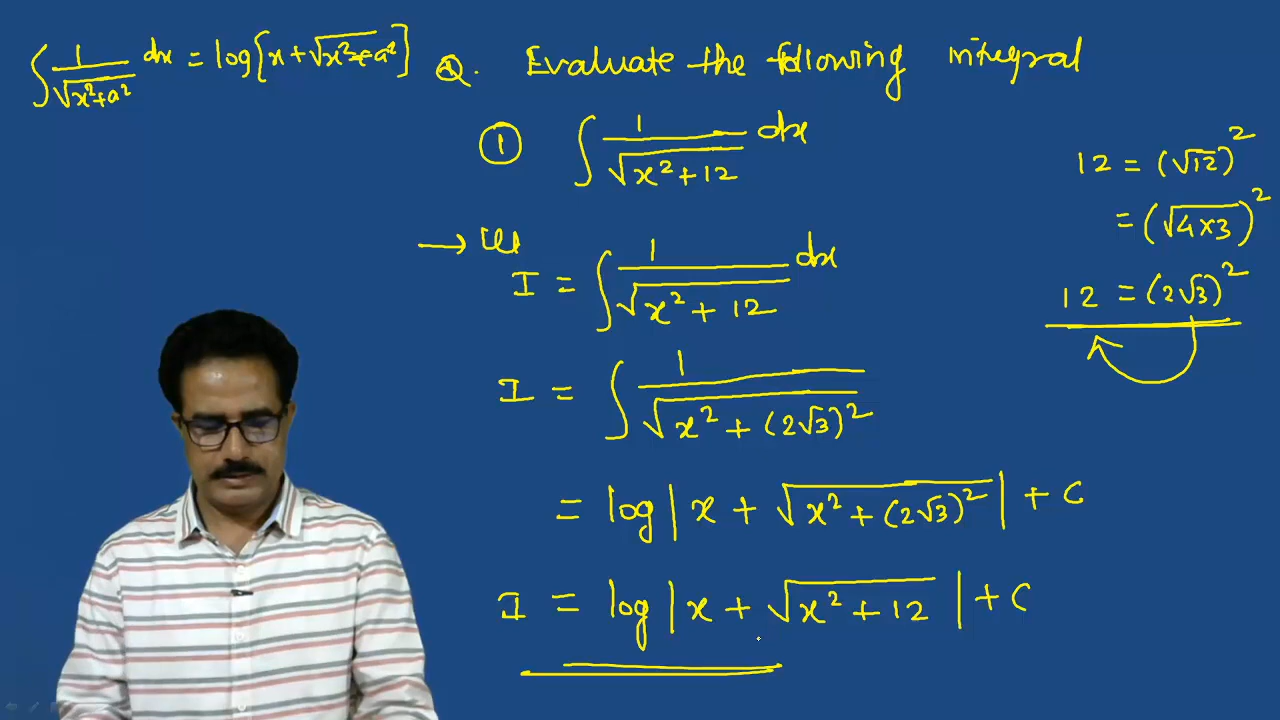 ∫ 1/√(x²+a²) dx = log[x + √(x²+a²)]
Q. Evaluate the following integral
① ∫ 1/√(x²+12) dx
12 = (√12)²
= (√4×3)²
12 = (2√3)²
→
I = ∫ 1/√(x²+12) dx
I = ∫ 1/√(x²+(2√3)²)
= log|x + √(x²+(2√3)²)| + c
I = log|x + √(x²+12)| + c